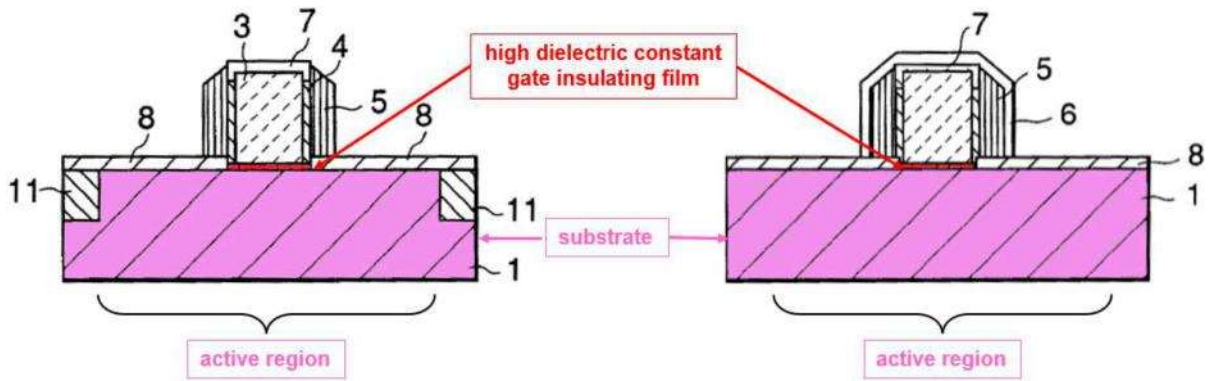 3 7 4
high dielectric constant
gate insulating film
7
5
5
6
8
8
8
11
11
1
substrate
1
active region
active region